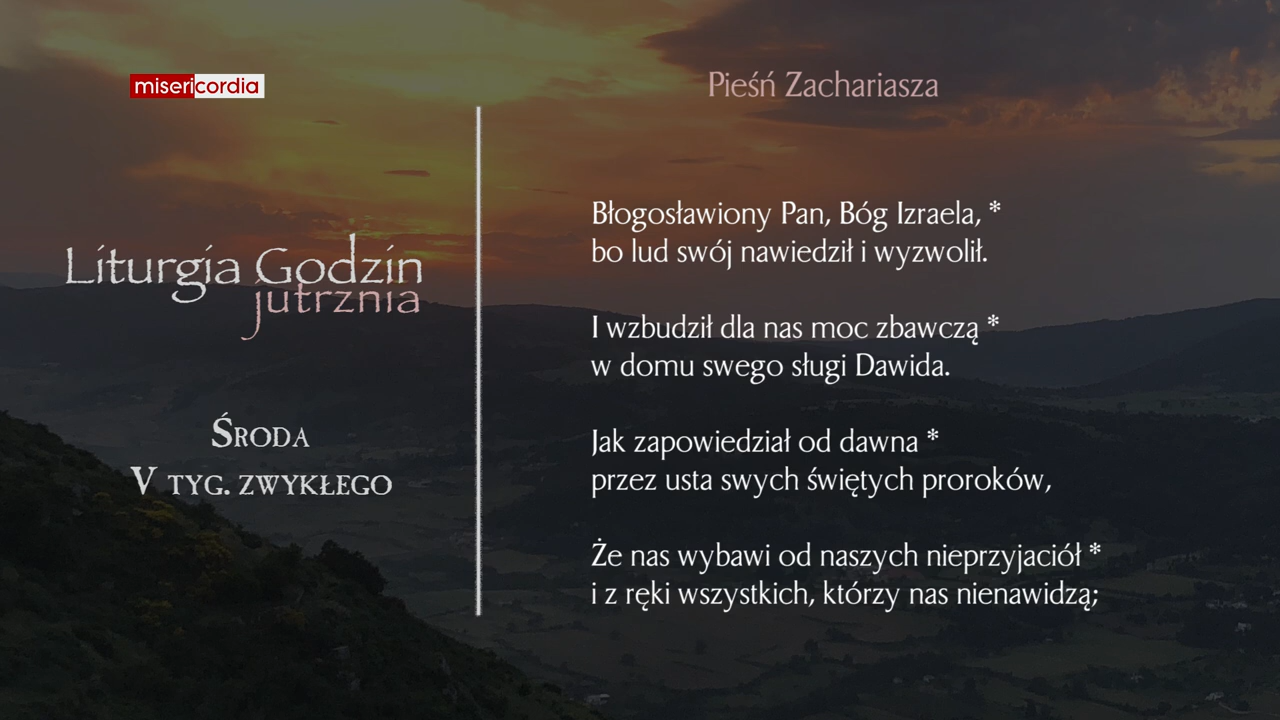 misericordia
Liturgia Godzin
jutrznia
Środa
V tyg. zwykłego
Pieśń Zachariasza
Błogosławiony Pan, Bóg Izraela, *
bo lud swój nawiedził i wyzwolił.
I wzbudził dla nas moc zbawczą *
w domu swego sługi Dawida.
Jak zapowiedział od dawna *
przez usta swych świętych proroków,
Że nas wybawi od naszych nieprzyjaciół *
i z ręki wszystkich, którzy nas nienawidzą;